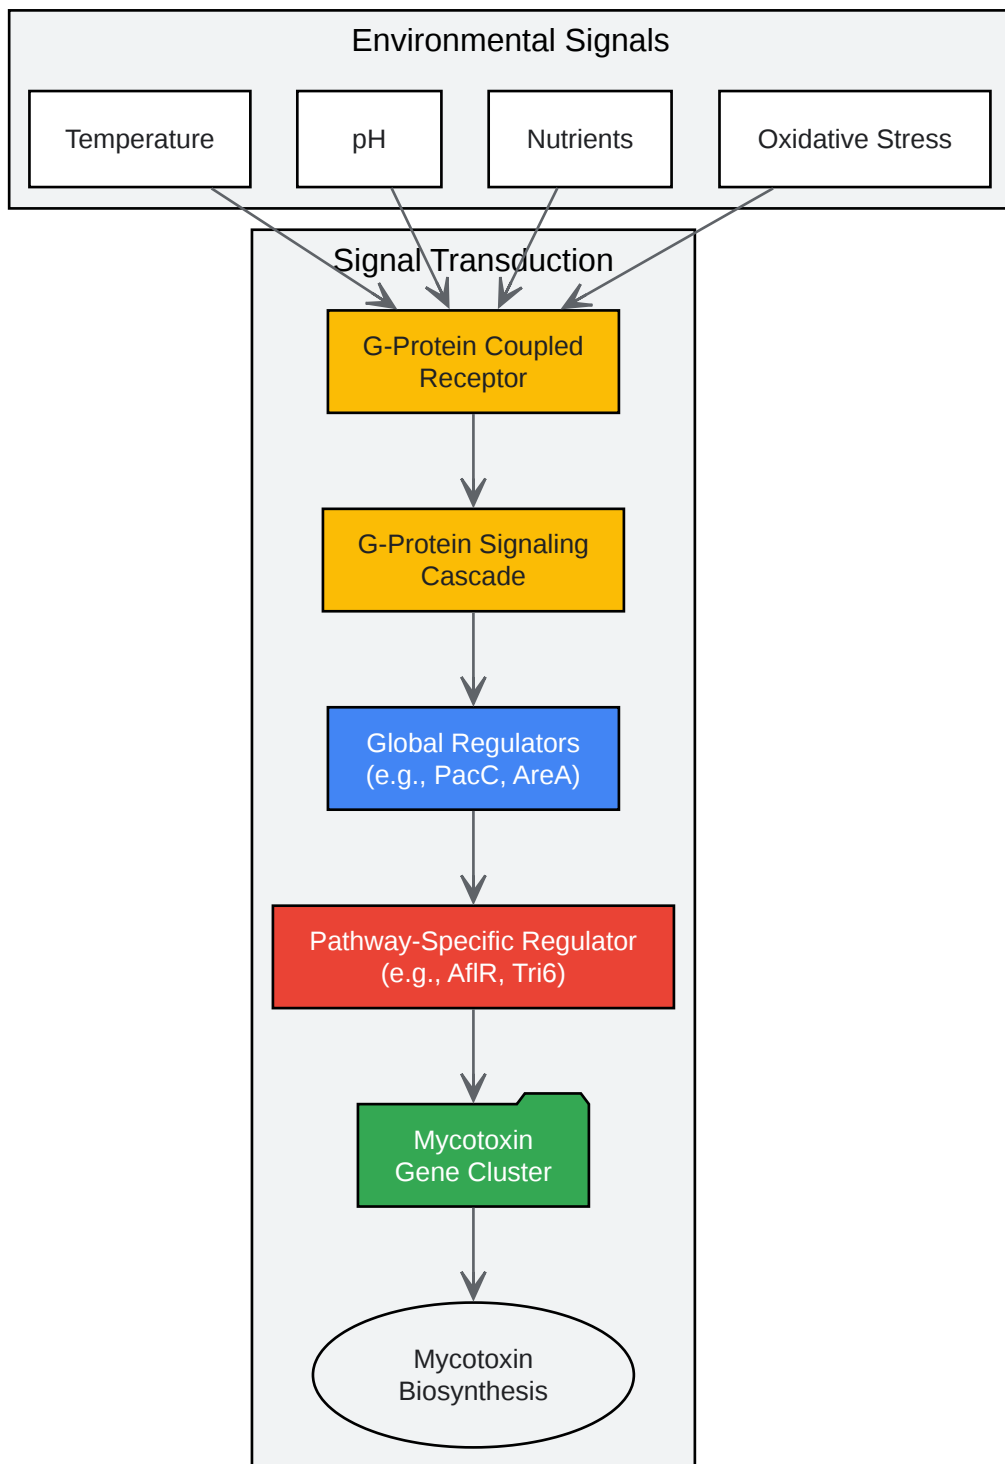 Environmental Signals
Temperature
pH
Nutrients
Oxidative Stress
Signal Transduction
G-Protein Coupled
Receptor
G-Protein Signaling
Cascade
Global Regulators
(e.g., PacC, AreA)
Pathway-Specific Regulator
(e.g., AflR, Tri6)
Mycotoxin
Gene Cluster
Mycotoxin
Biosynthesis